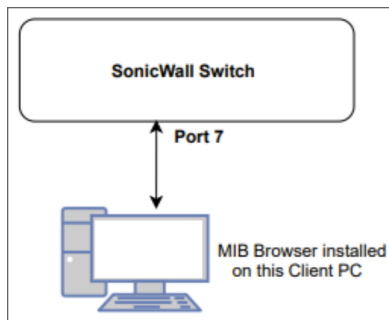 SonicWall Switch
Port 7
MIB Browser installed
on this Client PC